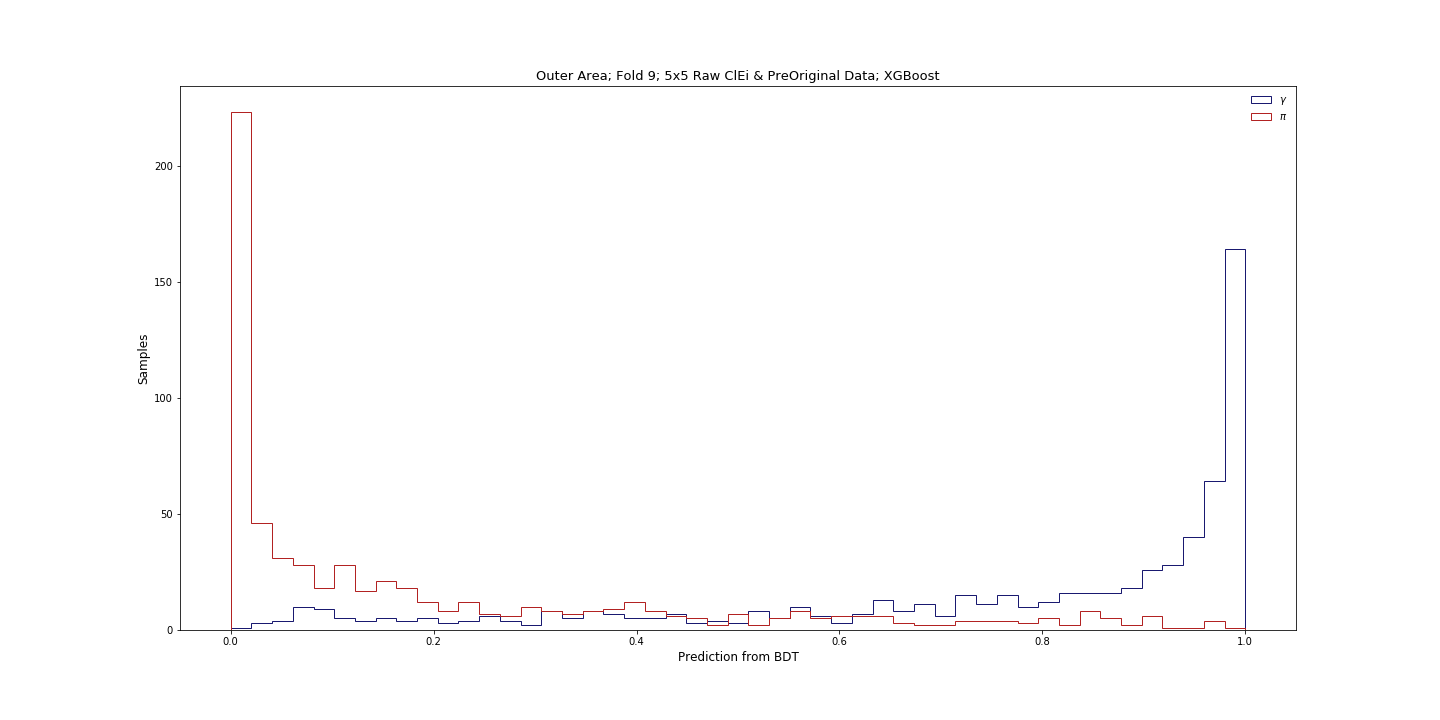 Outer Area; Fold 9; 5x5 Raw ClEi & PreOriginal Data; XGBoost
γ
π
200
150
100
50
0
Samples
0.0 0.2 0.4 0.6 0.8 1.0
Prediction from BDT